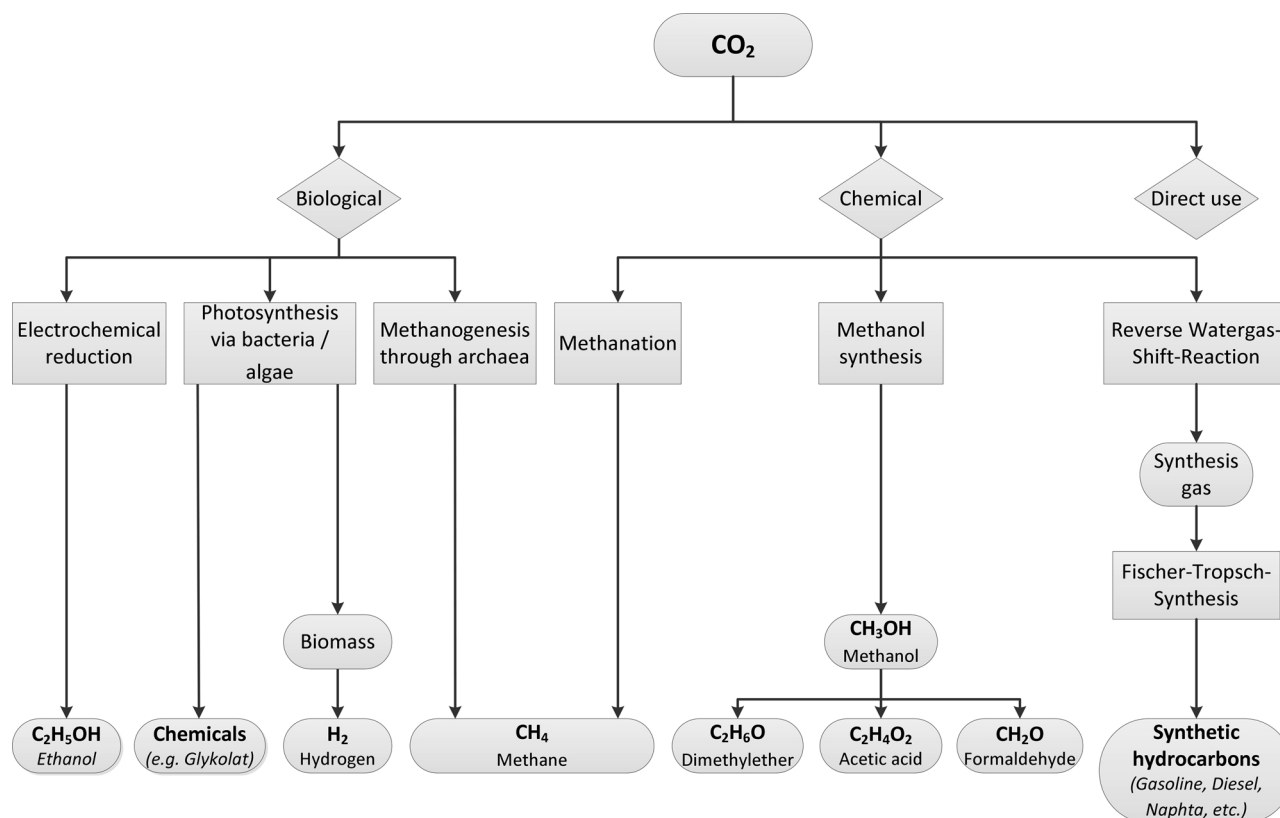 CO₂
Biological
Chemical
Direct use
Electrochemical
reduction
Photosynthesis
via bacteria /
algae
Methanogenesis
through archaea
Methanation
Methanol
synthesis
Reverse Watergas-
Shift-Reaction
Synthesis
gas
Fischer-Tropsch-
Synthesis
Biomass
CH₃OH
Methanol
C₂H₅OH
Ethanol
Chemicals
(e.g. Glykolat)
H₂
Hydrogen
CH₄
Methane
C₂H₆O
Dimethylether
C₂H₄O₂
Acetic acid
CH₂O
Formaldehyde
Synthetic
hydrocarbons
(Gasoline, Diesel,
Naphta, etc.)